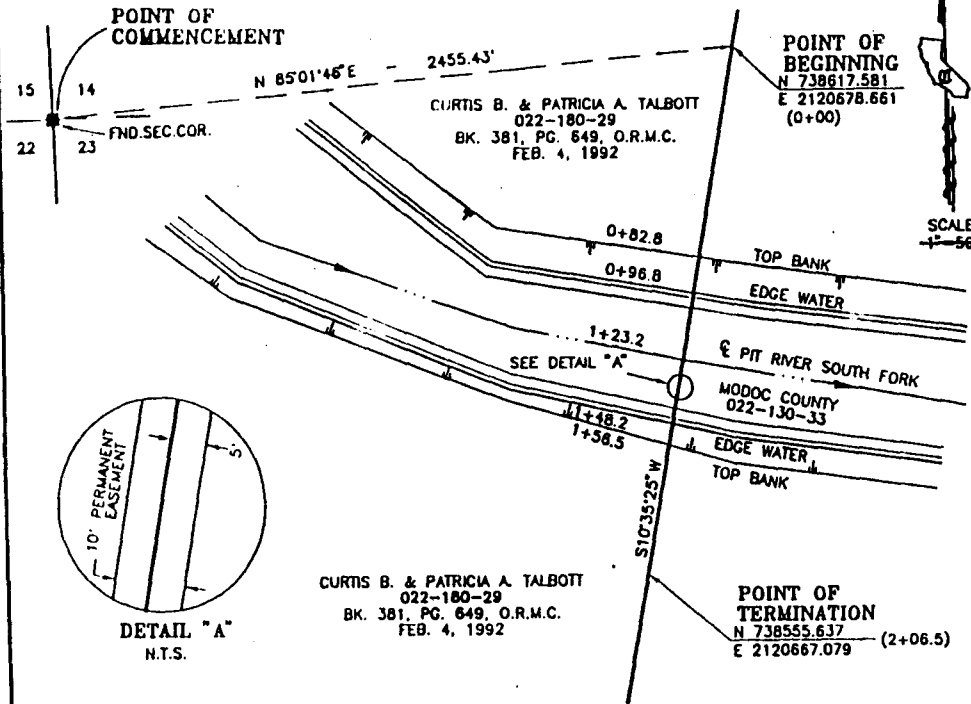 POINT OF
COMMENCEMENT
N 85°01'46" E - 2455.43'
POINT OF
BEGINNING
N 738617.581
E 2120678.661
(0+00)
15 14
22 23
FND.SEC.COR.
CURTIS B. & PATRICIA A. TALBOTT
022-180-29
BK. 381, PG. 649, O.R.M.C.
FEB. 4, 1992
SCALE
0+82.8
TOP BANK
0+96.8
EDGE WATER
1+23.2
℄ PIT RIVER SOUTH FORK
SEE DETAIL "A"
MODOC COUNTY
022-130-33
1+48.2
1+56.5
EDGE WATER
TOP BANK
10' PERMANENT
EASEMENT
5'
S10°35'25" W
DETAIL "A"
N.T.S.
CURTIS B. & PATRICIA A. TALBOTT
022-180-29
BK. 381, PG. 649, O.R.M.C.
FEB. 4, 1992
POINT OF
TERMINATION
N 738555.637
E 2120667.079
(2+06.5)